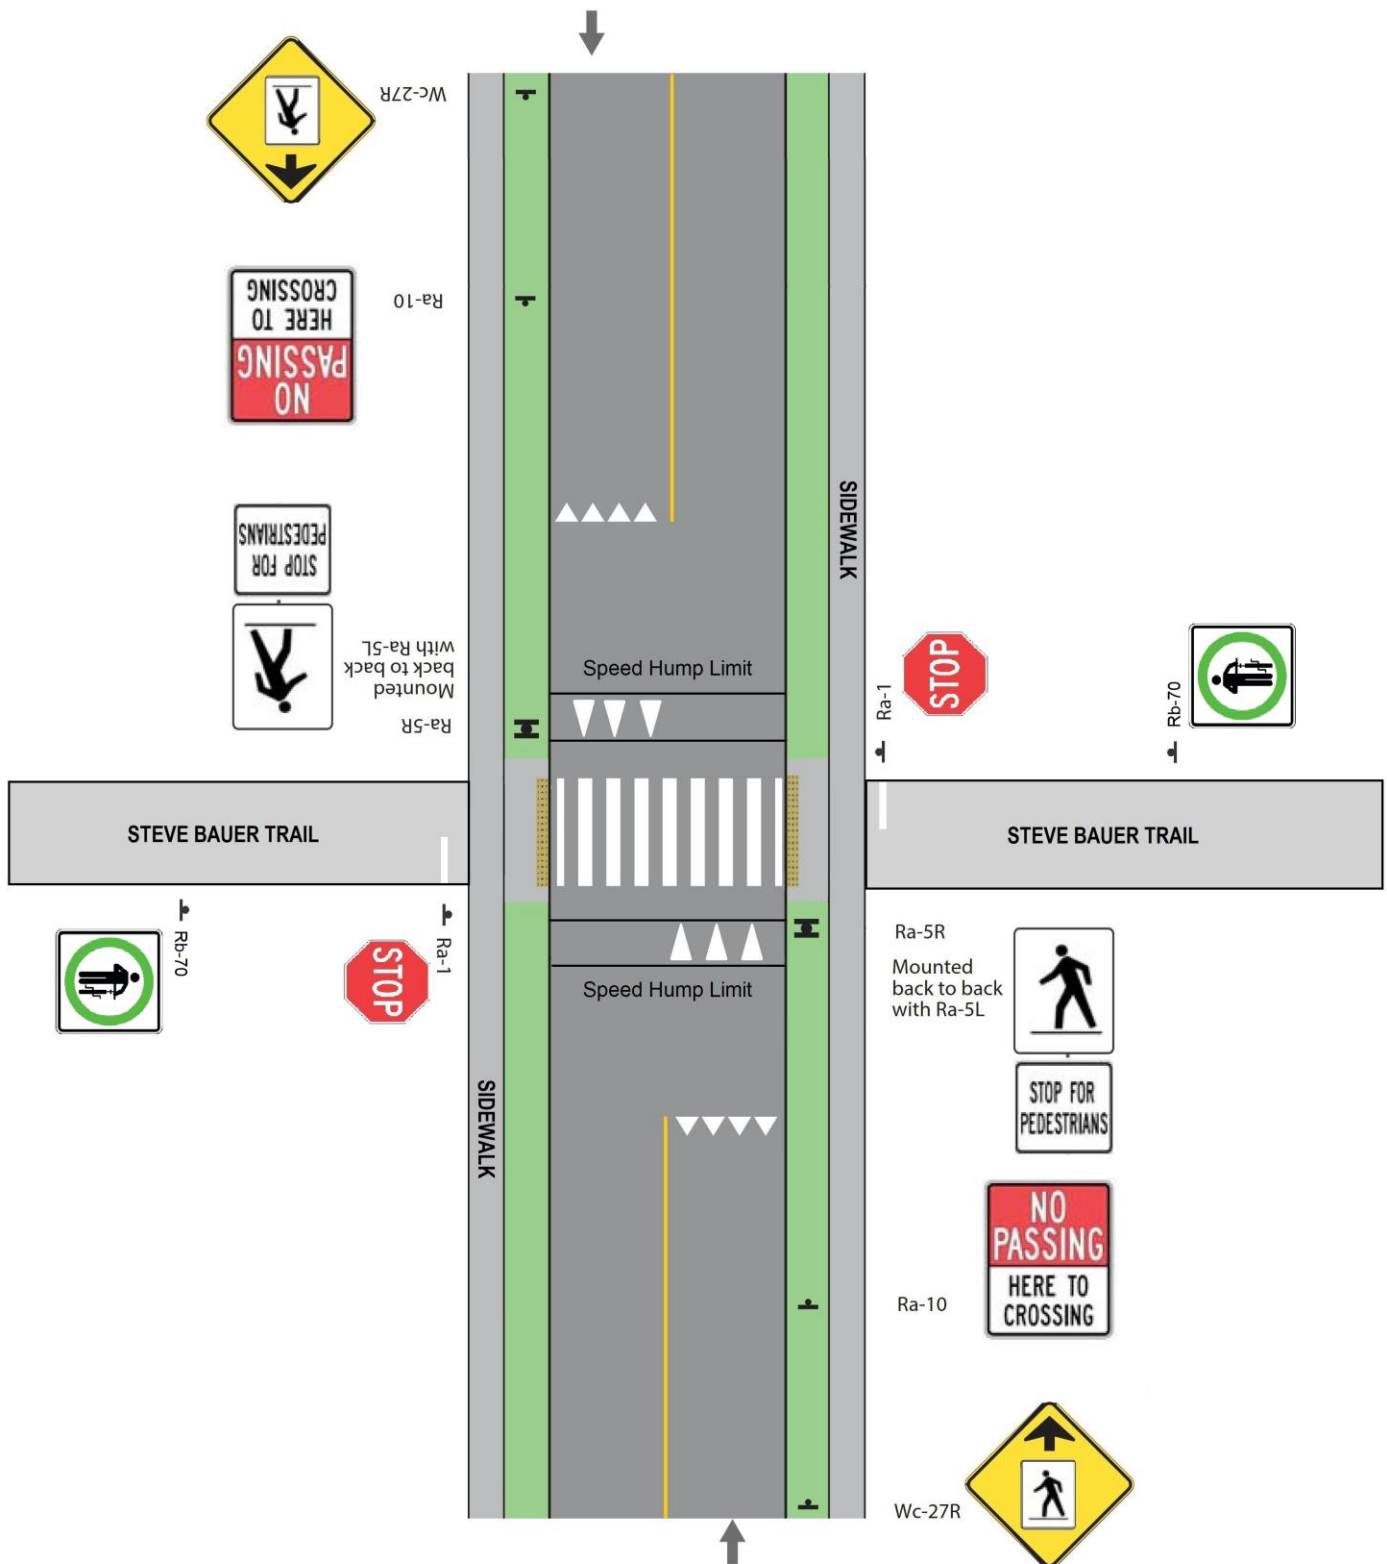 Wc-27R
NO
PASSING
HERE TO
CROSSING
Ra-10
STOP FOR
PEDESTRIANS
Ra-5R
Mounted
back to back
with Ra-5L
SIDEWALK
Speed Hump Limit
Ra-1
STOP
Rb-70
STEVE BAUER TRAIL
STEVE BAUER TRAIL
Rb-70
STOP
Ra-1
Speed Hump Limit
SIDEWALK
Ra-5R
Mounted
back to back
with Ra-5L
STOP FOR
PEDESTRIANS
NO
PASSING
HERE TO
CROSSING
Ra-10
Wc-27R